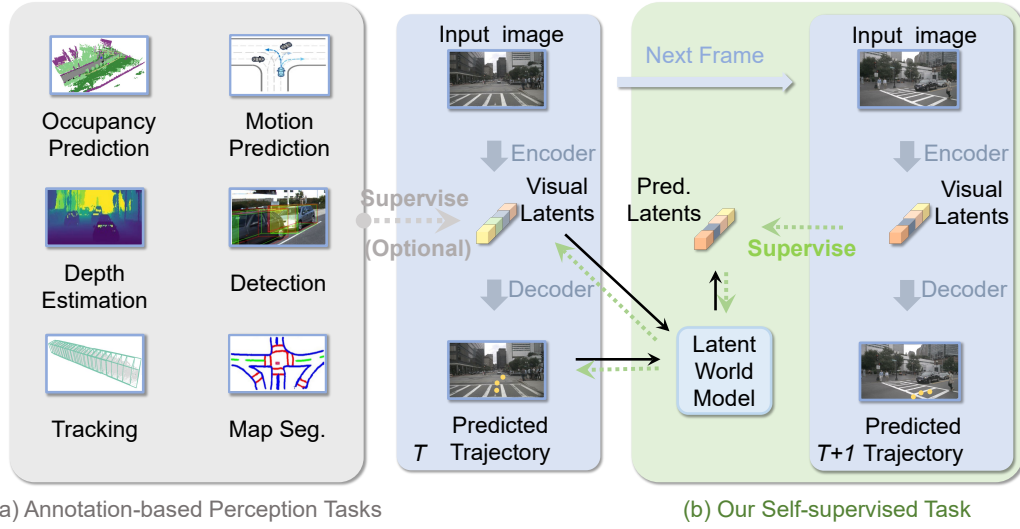 Occupancy
Prediction
Motion
Prediction
Depth
Estimation
Detection
Tracking
Map Seg.
a) Annotation-based Perception Tasks
Supervise
(Optional)
Input image
Encoder
Visual
Latents
Decoder
Predicted
T Trajectory
Next Frame
Pred.
Latents
Supervise
Latent
World
Model
Input image
Encoder
Visual
Latents
Decoder
Predicted
T+1 Trajectory
(b) Our Self-supervised Task